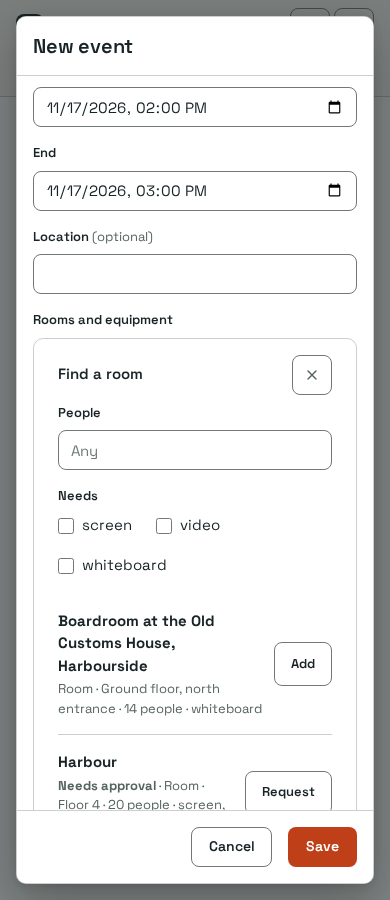 New event
11/17/2026, 02:00 PM
End
11/17/2026, 03:00 PM
Location (optional)
Rooms and equipment
Find a room
People
Any
Needs
screen
video
whiteboard
Boardroom at the Old
Customs House,
Harbourside
Room · Ground floor, north
entrance · 14 people · whiteboard
Add
Harbour
Needs approval · Room ·
Floor 4 · 20 people · screen,
Request
Cancel
Save